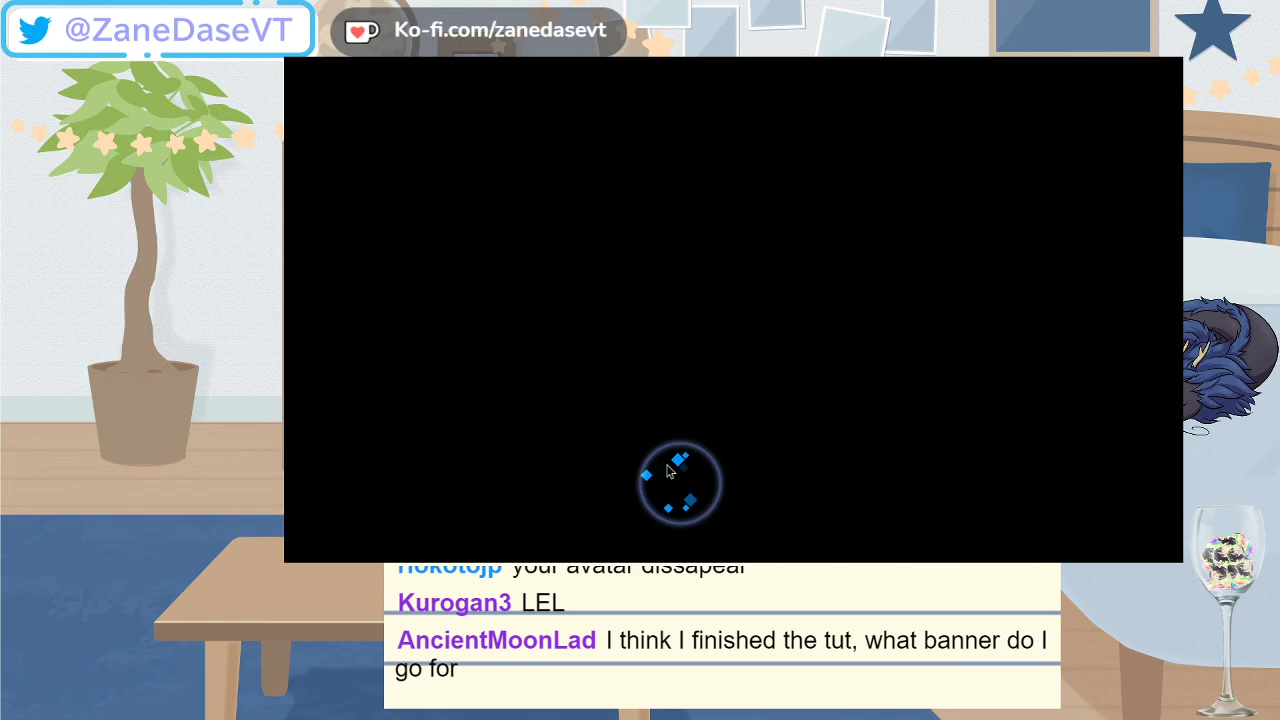 @ZaneDaseVT
Ko-fi.com/zanedasevt
Hokotojp your avatar dissapear
Kurogan3 LEL
AncientMoonLad I think I finished the tut, what banner do I
go for